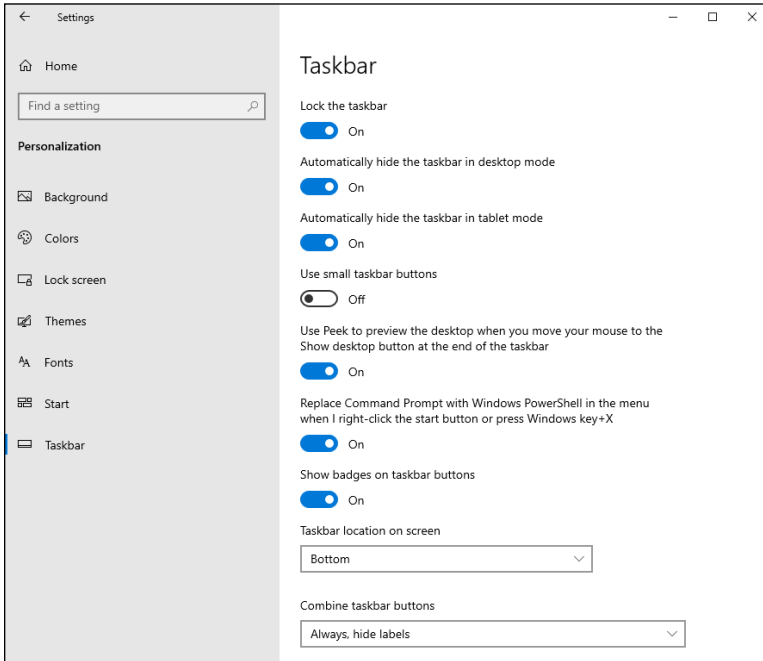 Settings
Home
Find a setting
Personalization
Background
Colors
Lock screen
Themes
Fonts
Start
Taskbar
Taskbar
Lock the taskbar
On
Automatically hide the taskbar in desktop mode
On
Automatically hide the taskbar in tablet mode
On
Use small taskbar buttons
Off
Use Peek to preview the desktop when you move your mouse to the
Show desktop button at the end of the taskbar
On
Replace Command Prompt with Windows PowerShell in the menu
when I right-click the start button or press Windows key+X
On
Show badges on taskbar buttons
On
Taskbar location on screen
Bottom
Combine taskbar buttons
Always, hide labels